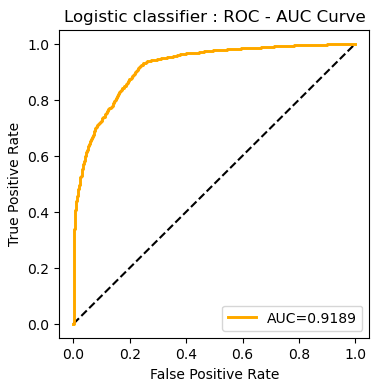 Logistic classifier : ROC - AUC Curve
True Positive Rate
1.0
0.8
0.6
0.4
0.2
0.0
0.0 0.2 0.4 0.6 0.8 1.0
False Positive Rate
AUC=0.9189